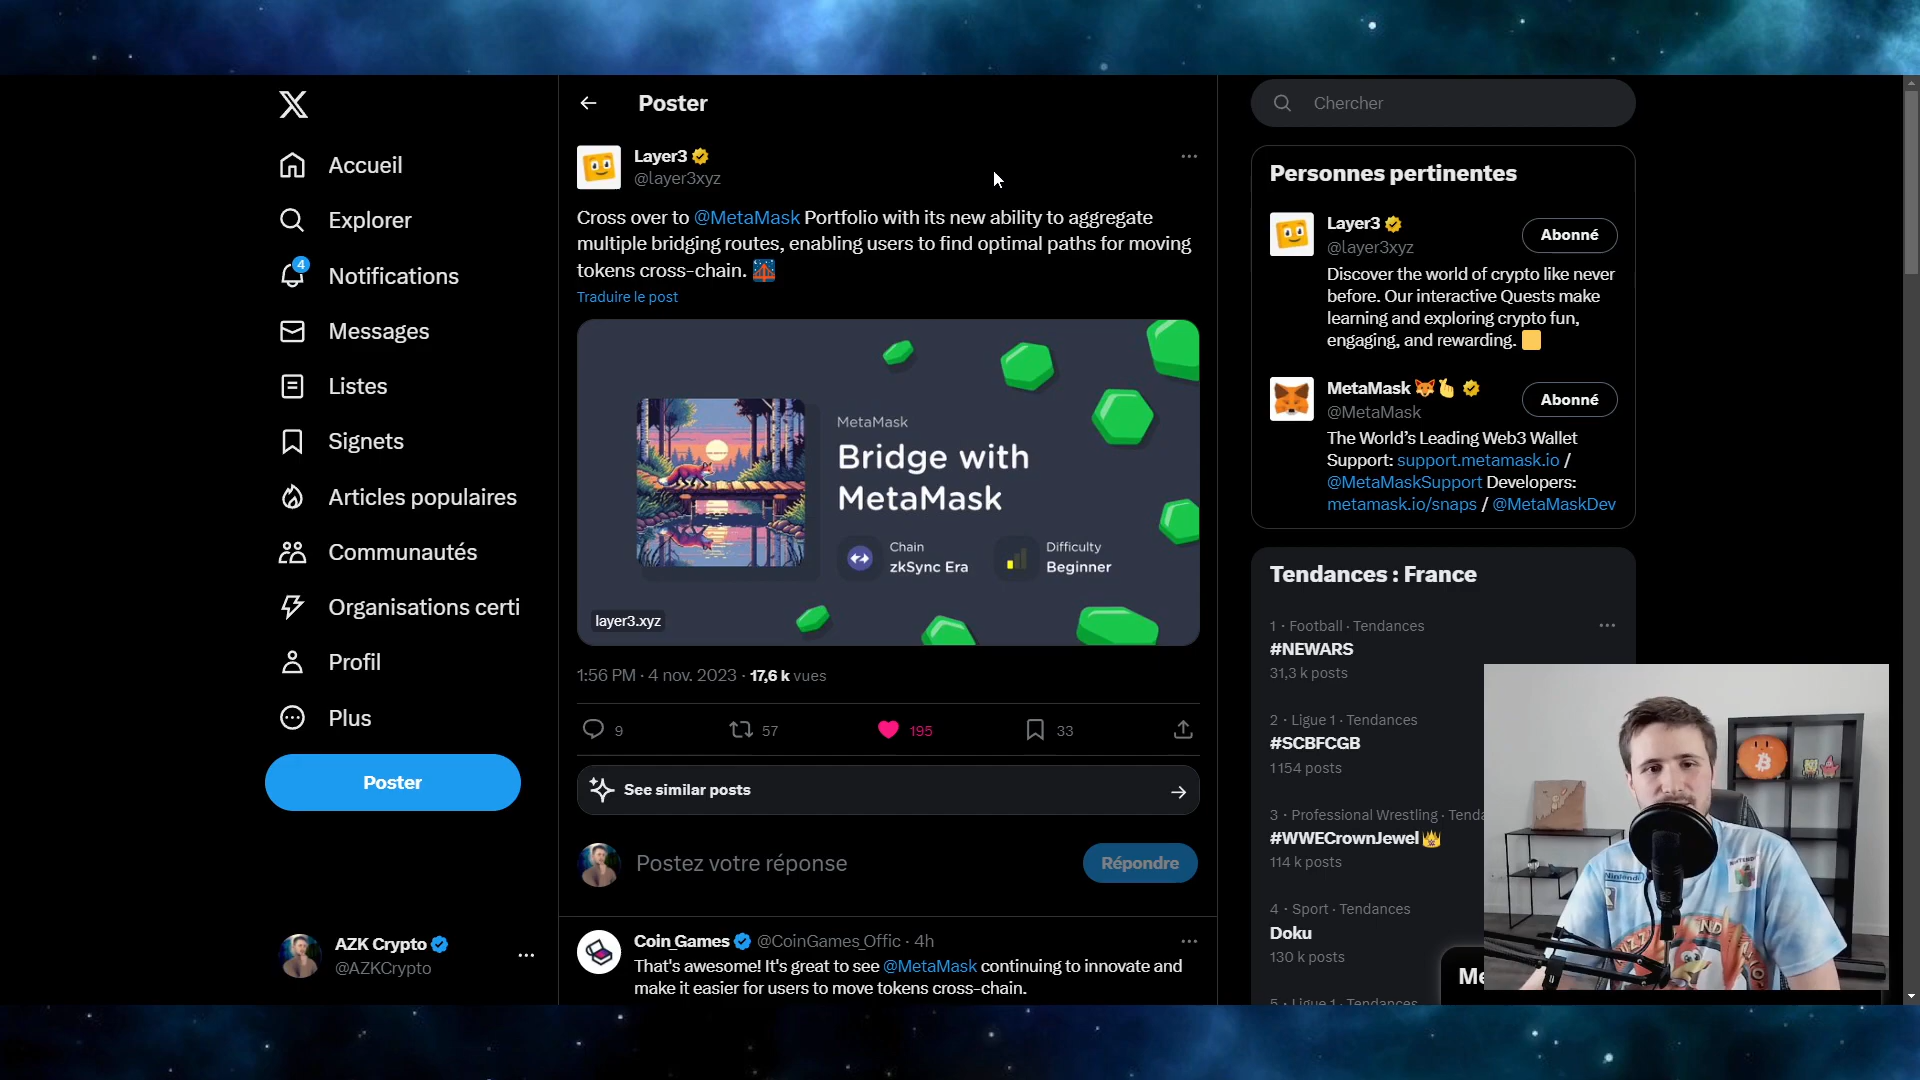 Accueil
Explorer
4
Notifications
Messages
Listes
Signets
Articles populaires
Communautés
Organisations certi
Profil
Plus
Poster
AZK Crypto
@AZKCrypto
Poster
Layer3
@layer3xyz
Cross over to @MetaMask Portfolio with its new ability to aggregate
multiple bridging routes, enabling users to find optimal paths for moving
tokens cross-chain.
Traduire le post
MetaMask
Bridge with
MetaMask
Chain
zkSync Era
Difficulty
Beginner
layer3.xyz
1:56 PM · 4 nov. 2023 · 17,6 k vues
9 57 195 33
See similar posts
Postez votre réponse
Répondre
Coin Games @CoinGames_Offic · 4h
That's awesome! It's great to see @MetaMask continuing to innovate and
make it easier for users to move tokens cross-chain.
Chercher
Personnes pertinentes
Layer3
@layer3xyz
Abonné
Discover the world of crypto like never
before. Our interactive Quests make
learning and exploring crypto fun,
engaging, and rewarding.
MetaMask
@MetaMask
Abonné
The World's Leading Web3 Wallet
Support: support.metamask.io /
@MetaMaskSupport Developers:
metamask.io/snaps / @MetaMaskDev
Tendances : France
1 · Football · Tendances
#NEWARS
31,3 k posts
2 · Ligue 1 · Tendances
#SCBFCGB
1 154 posts
3 · Professional Wrestling · Tenda
#WWECrownJewel
114 k posts
4 · Sport · Tendances
Doku
130 k posts
5 · Ligue 1 · Tendances
Me
Nintendo